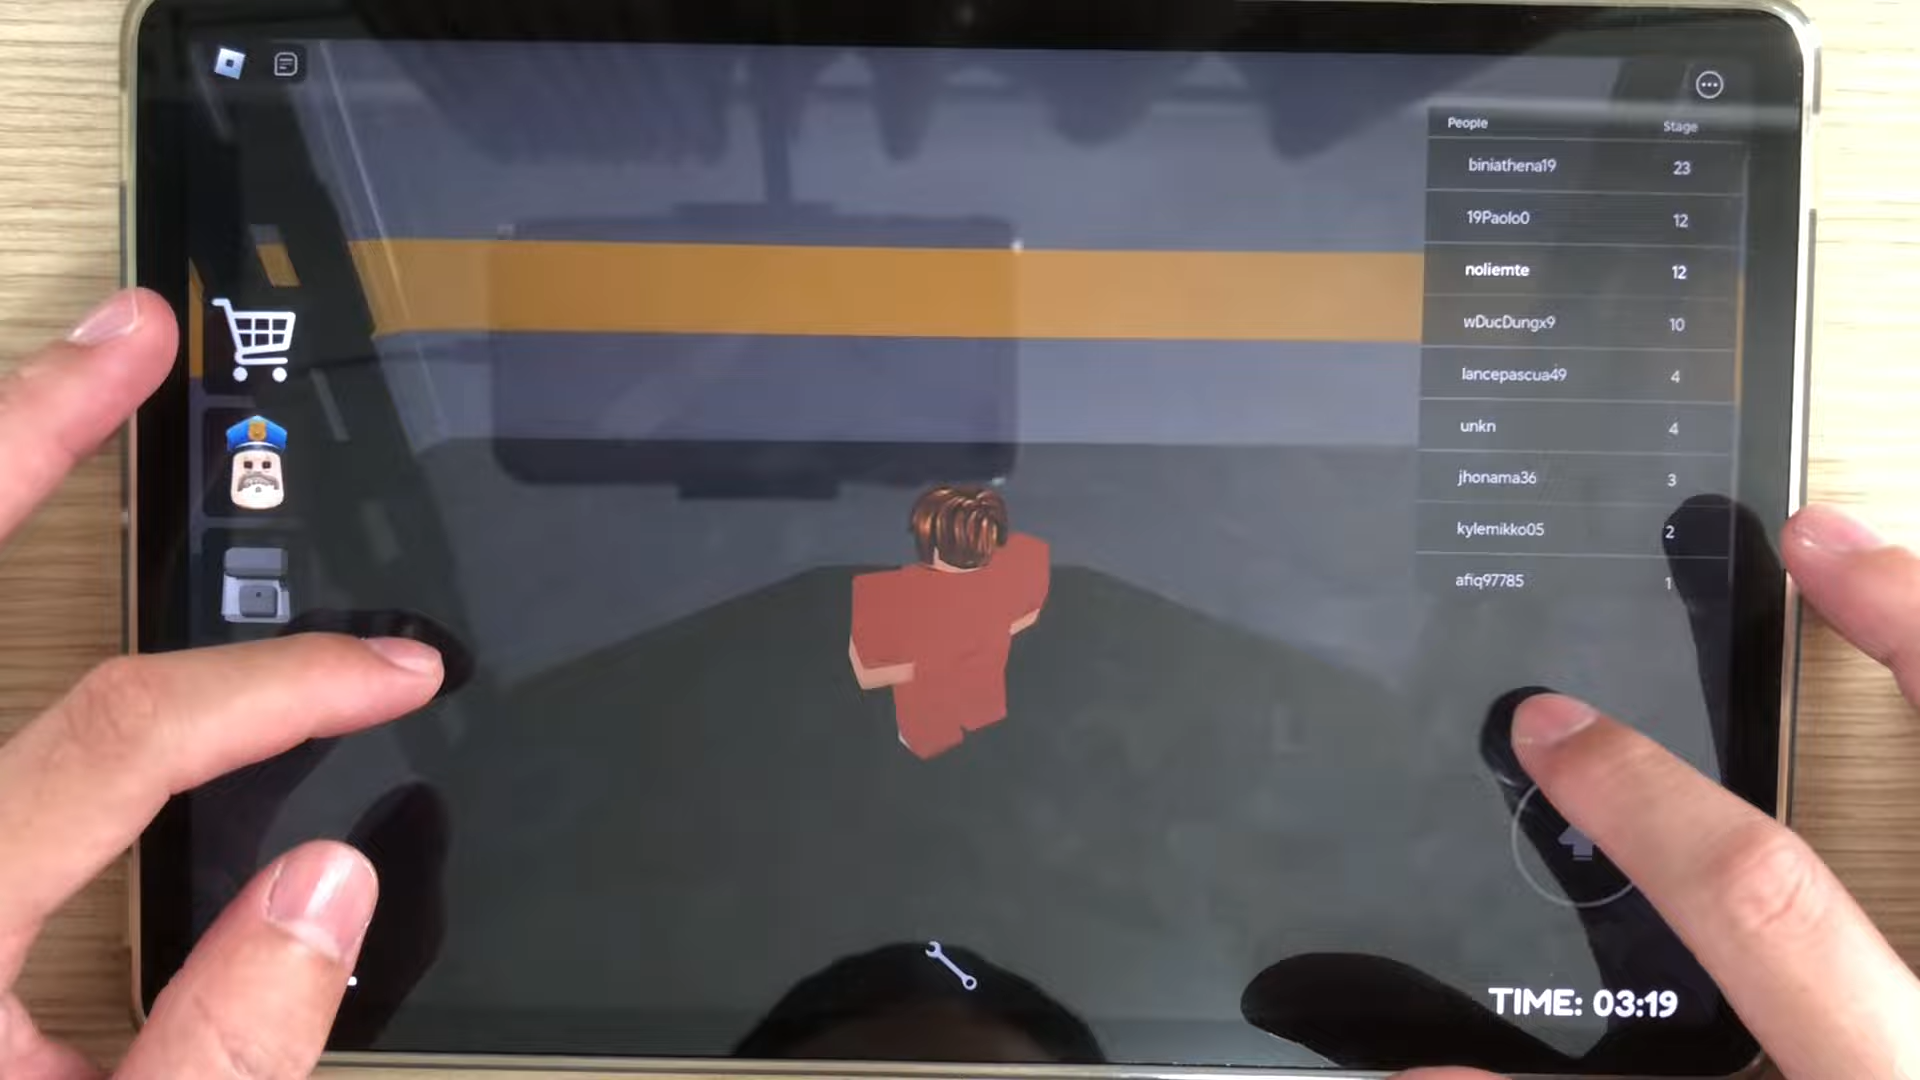 People Stage
biniathena19 23
19Paolo0 12
noliemte 12
wDucDungx9 10
lancepascua49 4
unkn 4
jhonama36 3
kylemikko05 2
afiq97785 1
TIME: 03:19